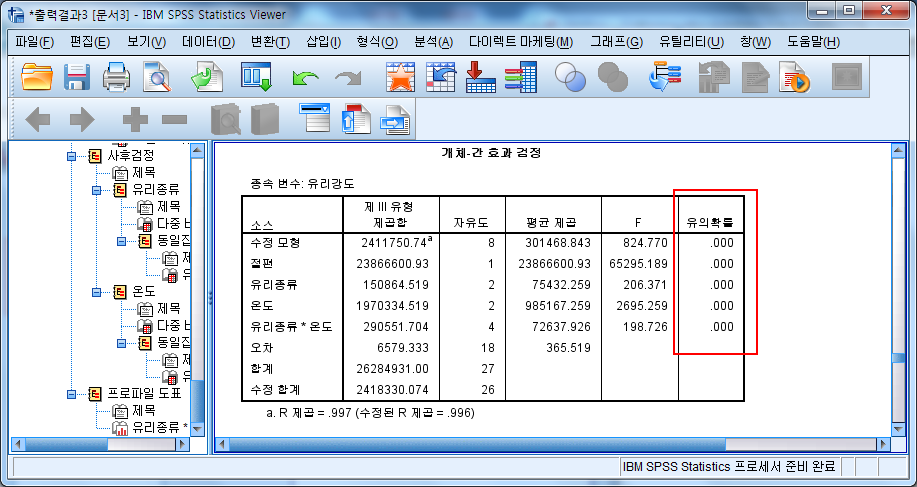 *출력결과3 [문서3] - IBM SPSS Statistics Viewer
파일(F) 편집(E) 보기(V) 데이터(D) 변환(T) 삽입(I) 형식(O) 분석(A) 다이렉트 마케팅(M) 그래프(G) 유틸리티(U) 창(W) 도움말(H)
사후검정
제목
유리종류
제목
다중 비
동일집
제
유
온도
제목
다중 비
동일집
제
유
프로파일 도표
제목
유리종류 *
개체-간 효과 검정
종속 변수: 유리강도
소스 제 III 유형 제곱합 자유도 평균 제곱 F 유의확률
수정 모형 2411750.74a 8 301468.843 824.770 .000
절편 23866600.93 1 23866600.93 65295.189 .000
유리종류 150864.519 2 75432.259 206.371 .000
온도 1970334.519 2 985167.259 2695.259 .000
유리종류 * 온도 290551.704 4 72637.926 198.726 .000
오차 6579.333 18 365.519
합계 26284931.00 27
수정 합계 2418330.074 26
a. R 제곱 = .997 (수정된 R 제곱 = .996)
IBM SPSS Statistics 프로세서 준비 완료